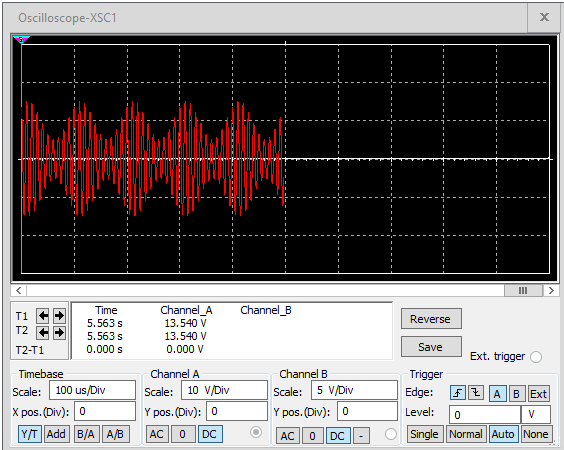 Oscilloscope-XSC1
Time Channel_A Channel_B
T1 5.563 s 13.540 V
T2 5.563 s 13.540 V
T2-T1 0.000 s 0.000 V
Reverse
Save
Ext. trigger
Timebase
Scale: 100 us/Div
X pos.(Div): 0
Y/T Add B/A A/B
Channel A
Scale: 10 V/Div
Y pos.(Div): 0
AC 0 DC
Channel B
Scale: 5 V/Div
Y pos.(Div): 0
AC 0 DC -
Trigger
Edge: A B Ext
Level: 0 V
Single Normal Auto None